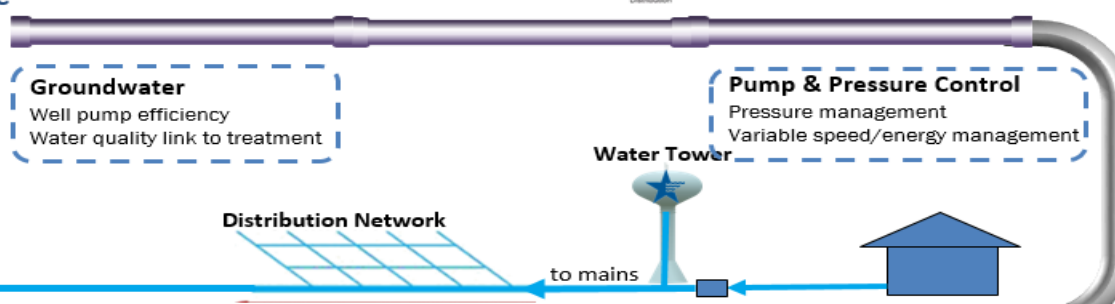 Distribution
Groundwater
Well pump efficiency
Water quality link to treatment
Pump & Pressure Control
Pressure management
Variable speed/energy management
Water Tower
Distribution Network
to mains